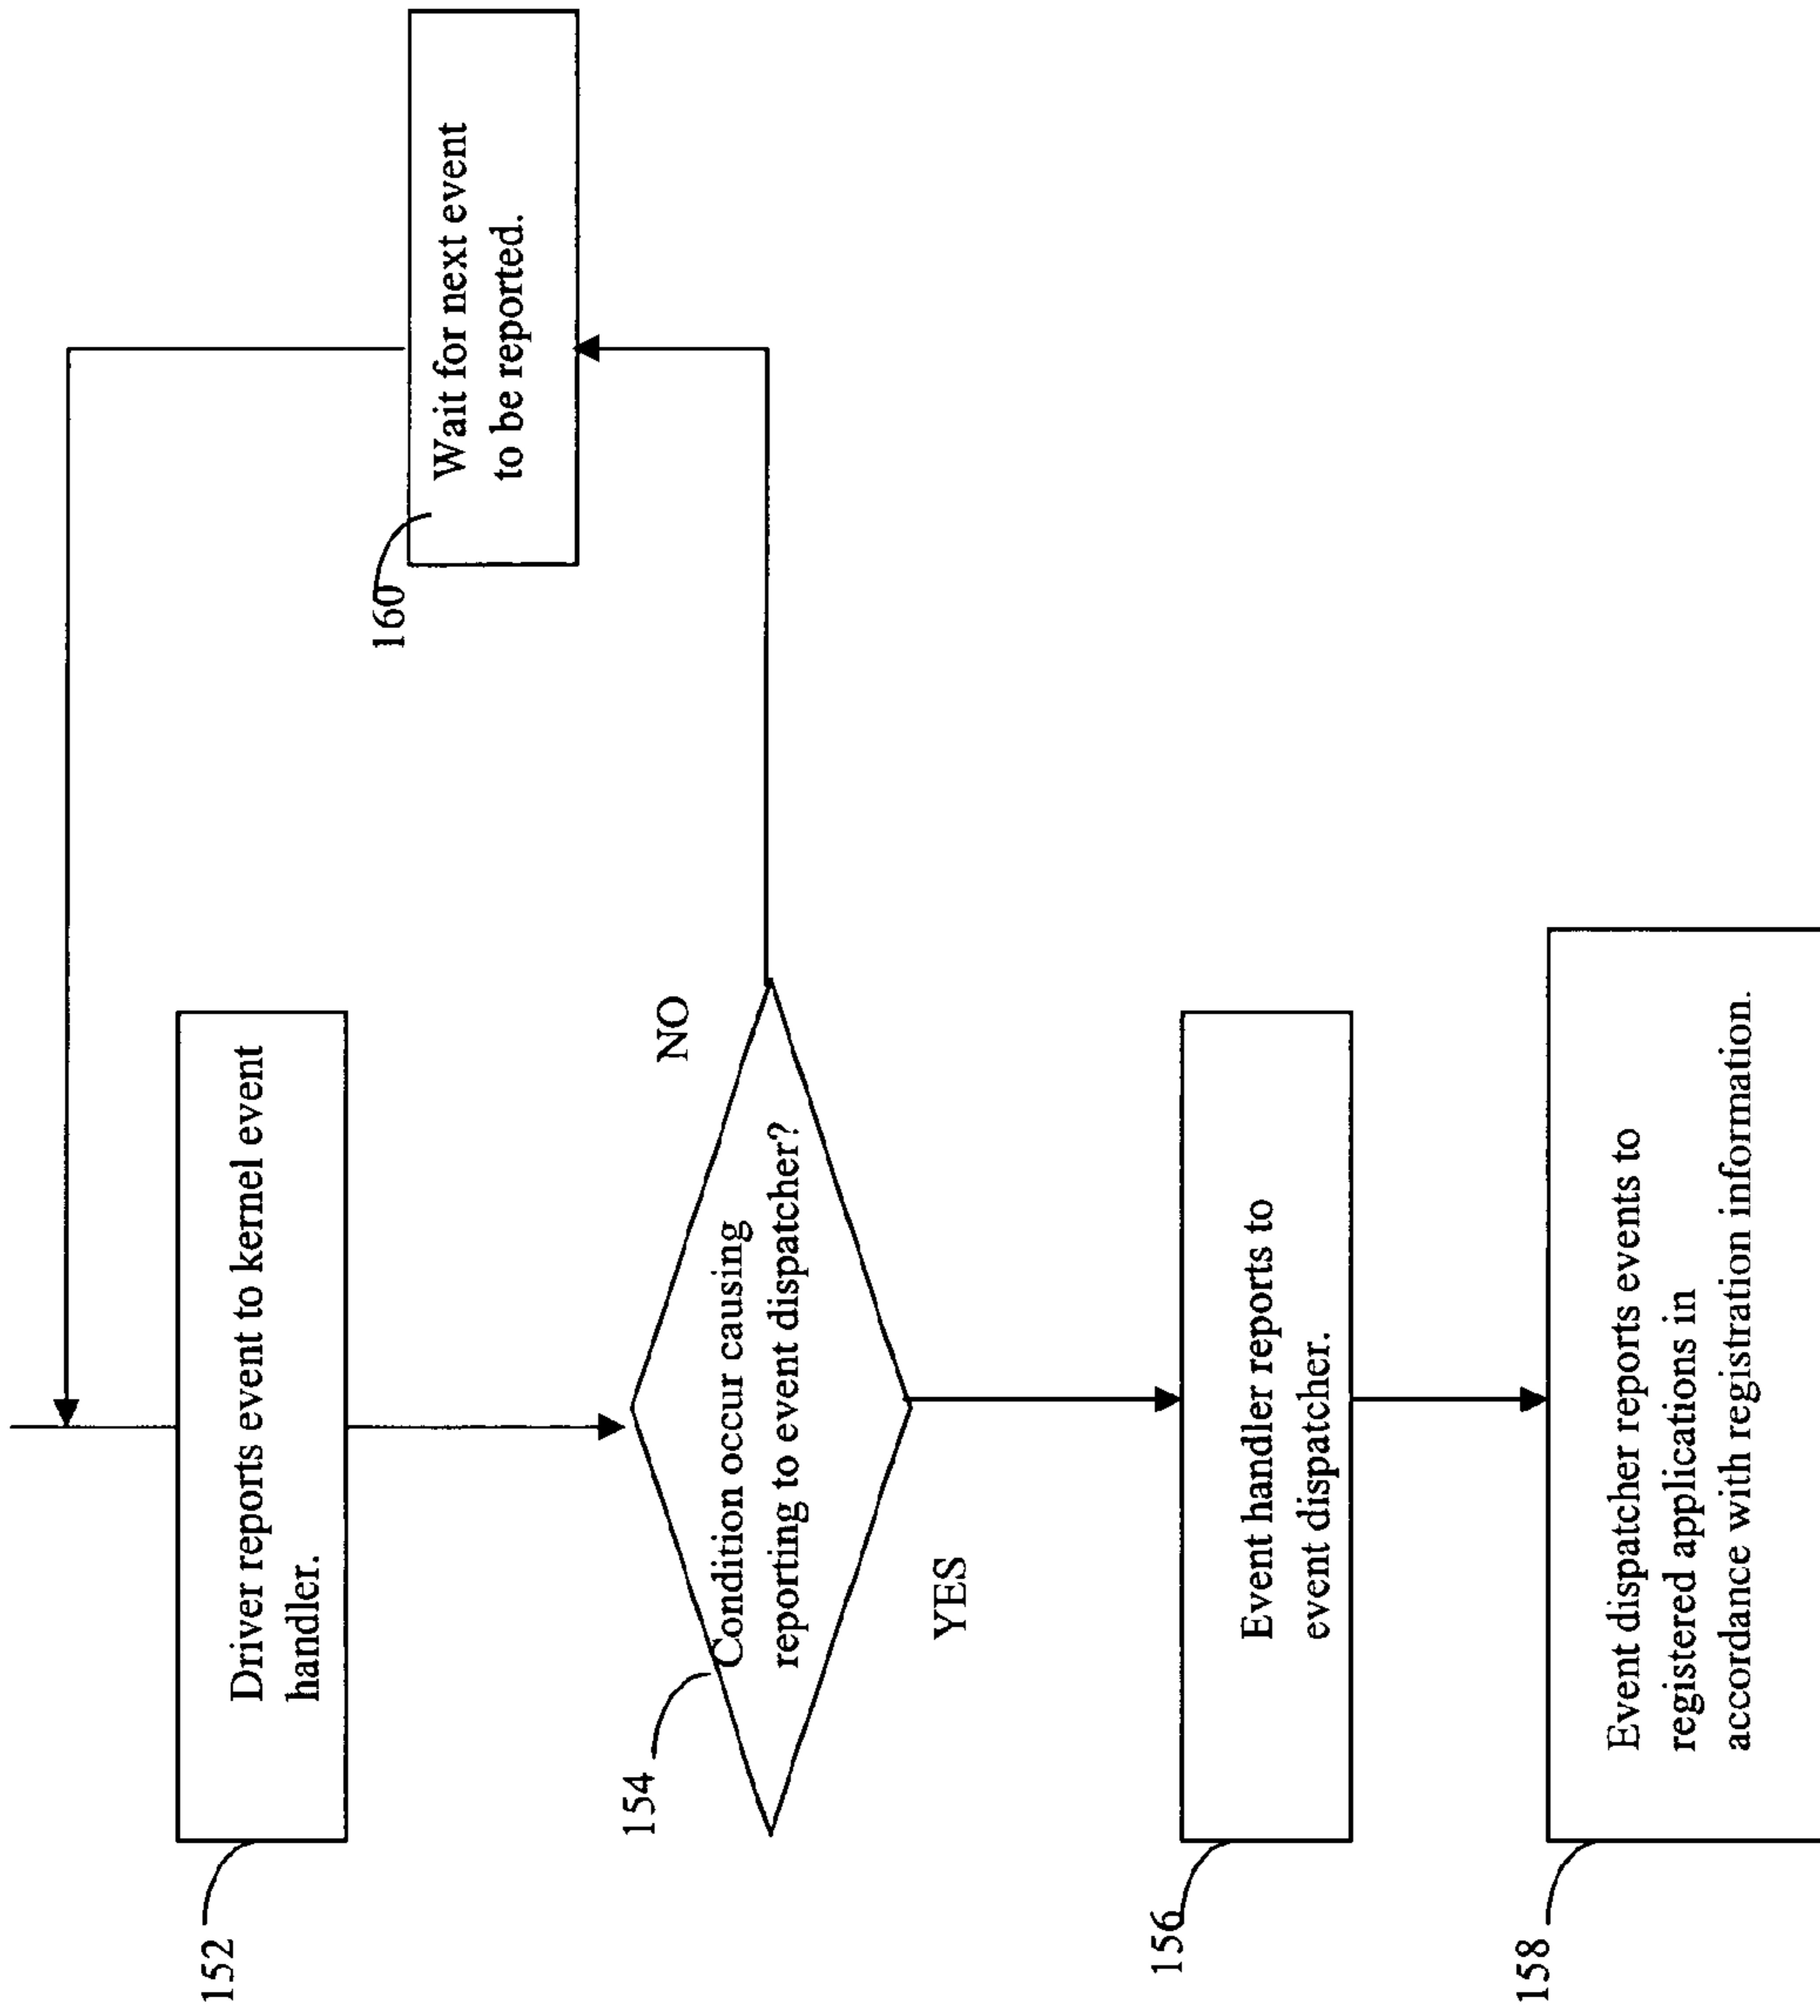 152
Driver reports event to kernel event
handler.
154
Condition occur causing
reporting to event dispatcher?
NO
160
Wait for next event
to be reported.
YES
156
Event handler reports to
event dispatcher.
158
Event dispatcher reports events to
registered applications in
accordance with registration information.